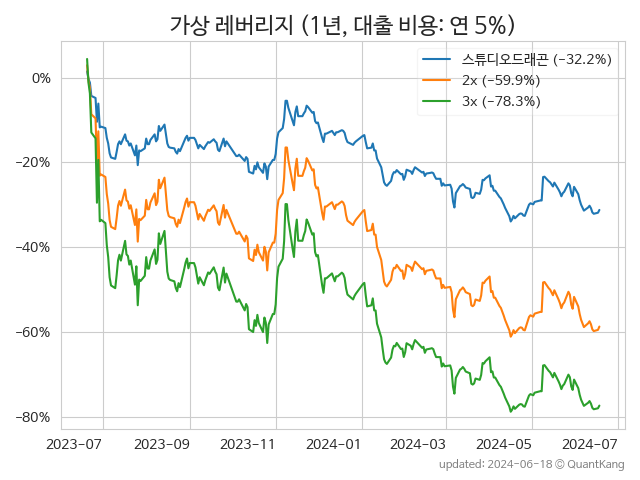 가상 레버리지 (1년, 대출 비용: 연 5%)
스튜디오드래곤 (-32.2%)
2x (-59.9%)
3x (-78.3%)
0%
-20%
-40%
-60%
-80%
2023-07 2023-09 2023-11 2024-01 2024-03 2024-05 2024-07
updated: 2024-06-18 © QuantKang